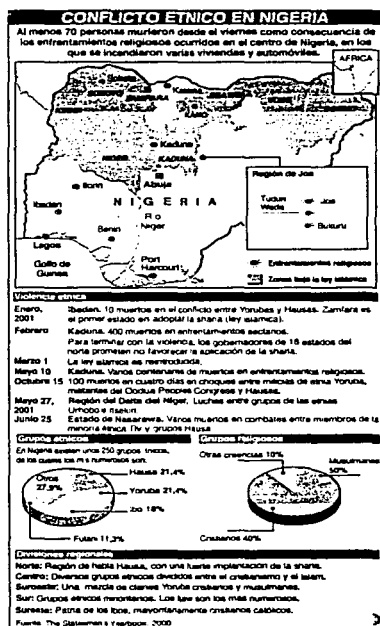 CONFLICTO ETNICO EN NIGERIA
Al menos 70 personas murieron desde el viernes como consecuencia de
los enfrentamientos religiosos ocurridos en el centro de Nigeria, en los
que se incendiaron varias viviendas y automóviles.
AFRICA
Sokoto
Kano
KANO
Kaduna
KADUNA
NIGER
Abuja
Región de Jos
Ilorin
Tudun
Wada
Jos
Bukuru
NIGERIA
Ibadan
Rio
Niger
Benin
Lagos
Golfo de
Guinea
Port
Harcourt
Enfrentamientos religiosos
Zonas bajo la ley islámica
Violencia étnica
Enero, 2001 Ibadan. 10 muertos en el conflicto entre Yorubas y Hausas. Zamfara es
el primer estado en adoptar la sharia (ley islámica).
Febrero Kaduna. 400 muertos en enfrentamientos sectarios.
Para terminar con la violencia, los gobernadores de 18 estados del
norte prometen no favorecer la aplicación de la sharia.
Marzo 1 La ley islamica es reintroducida.
Mayo 10 Kaduna. Varios centenares de muertos en enfrentamientos religiosos.
Octubre 15 100 muertos en cuatro dias en choques entre milicias de etnia Yoruba,
militantes del Oodua Peoples Congress y Hausas.
Mayo 27, 2001 Región del Delta del Níger. Luchas entre grupos de las etnias
Urhobo e Itsekiri.
Junio 25 Estado de Nasarawa. Varios muertos en combates entre miembros de la
minoría étnica Tiv y grupos Hausa
Grupos étnicos
Grupos religiosos
En Nigeria existen unos 250 grupos étnicos,
de los cuales los más numerosos son:
Otros
27,9%
Hausa 21,4%
Yoruba 21,4%
Ibo 18%
Fulani 11,3%
Otras creencias 10%
Musulmanes
50%
Cristianos 40%
Divisiones regionales
Norte: Región de habla Hausa, con una fuerte implantación de la sharia.
Centro: Diversos grupos étnicos divididos entre el cristianismo y el Islam.
Suroeste: Una mezcla de clanes Yoruba cristianos y musulmanes.
Sur: Grupos étnicos minoritarios. Los Ijaw son los más numerosos.
Sureste: Patria de los Ibos, mayoritariamente cristianos católicos.
Fuente: The Statesman's Yearbook, 2000